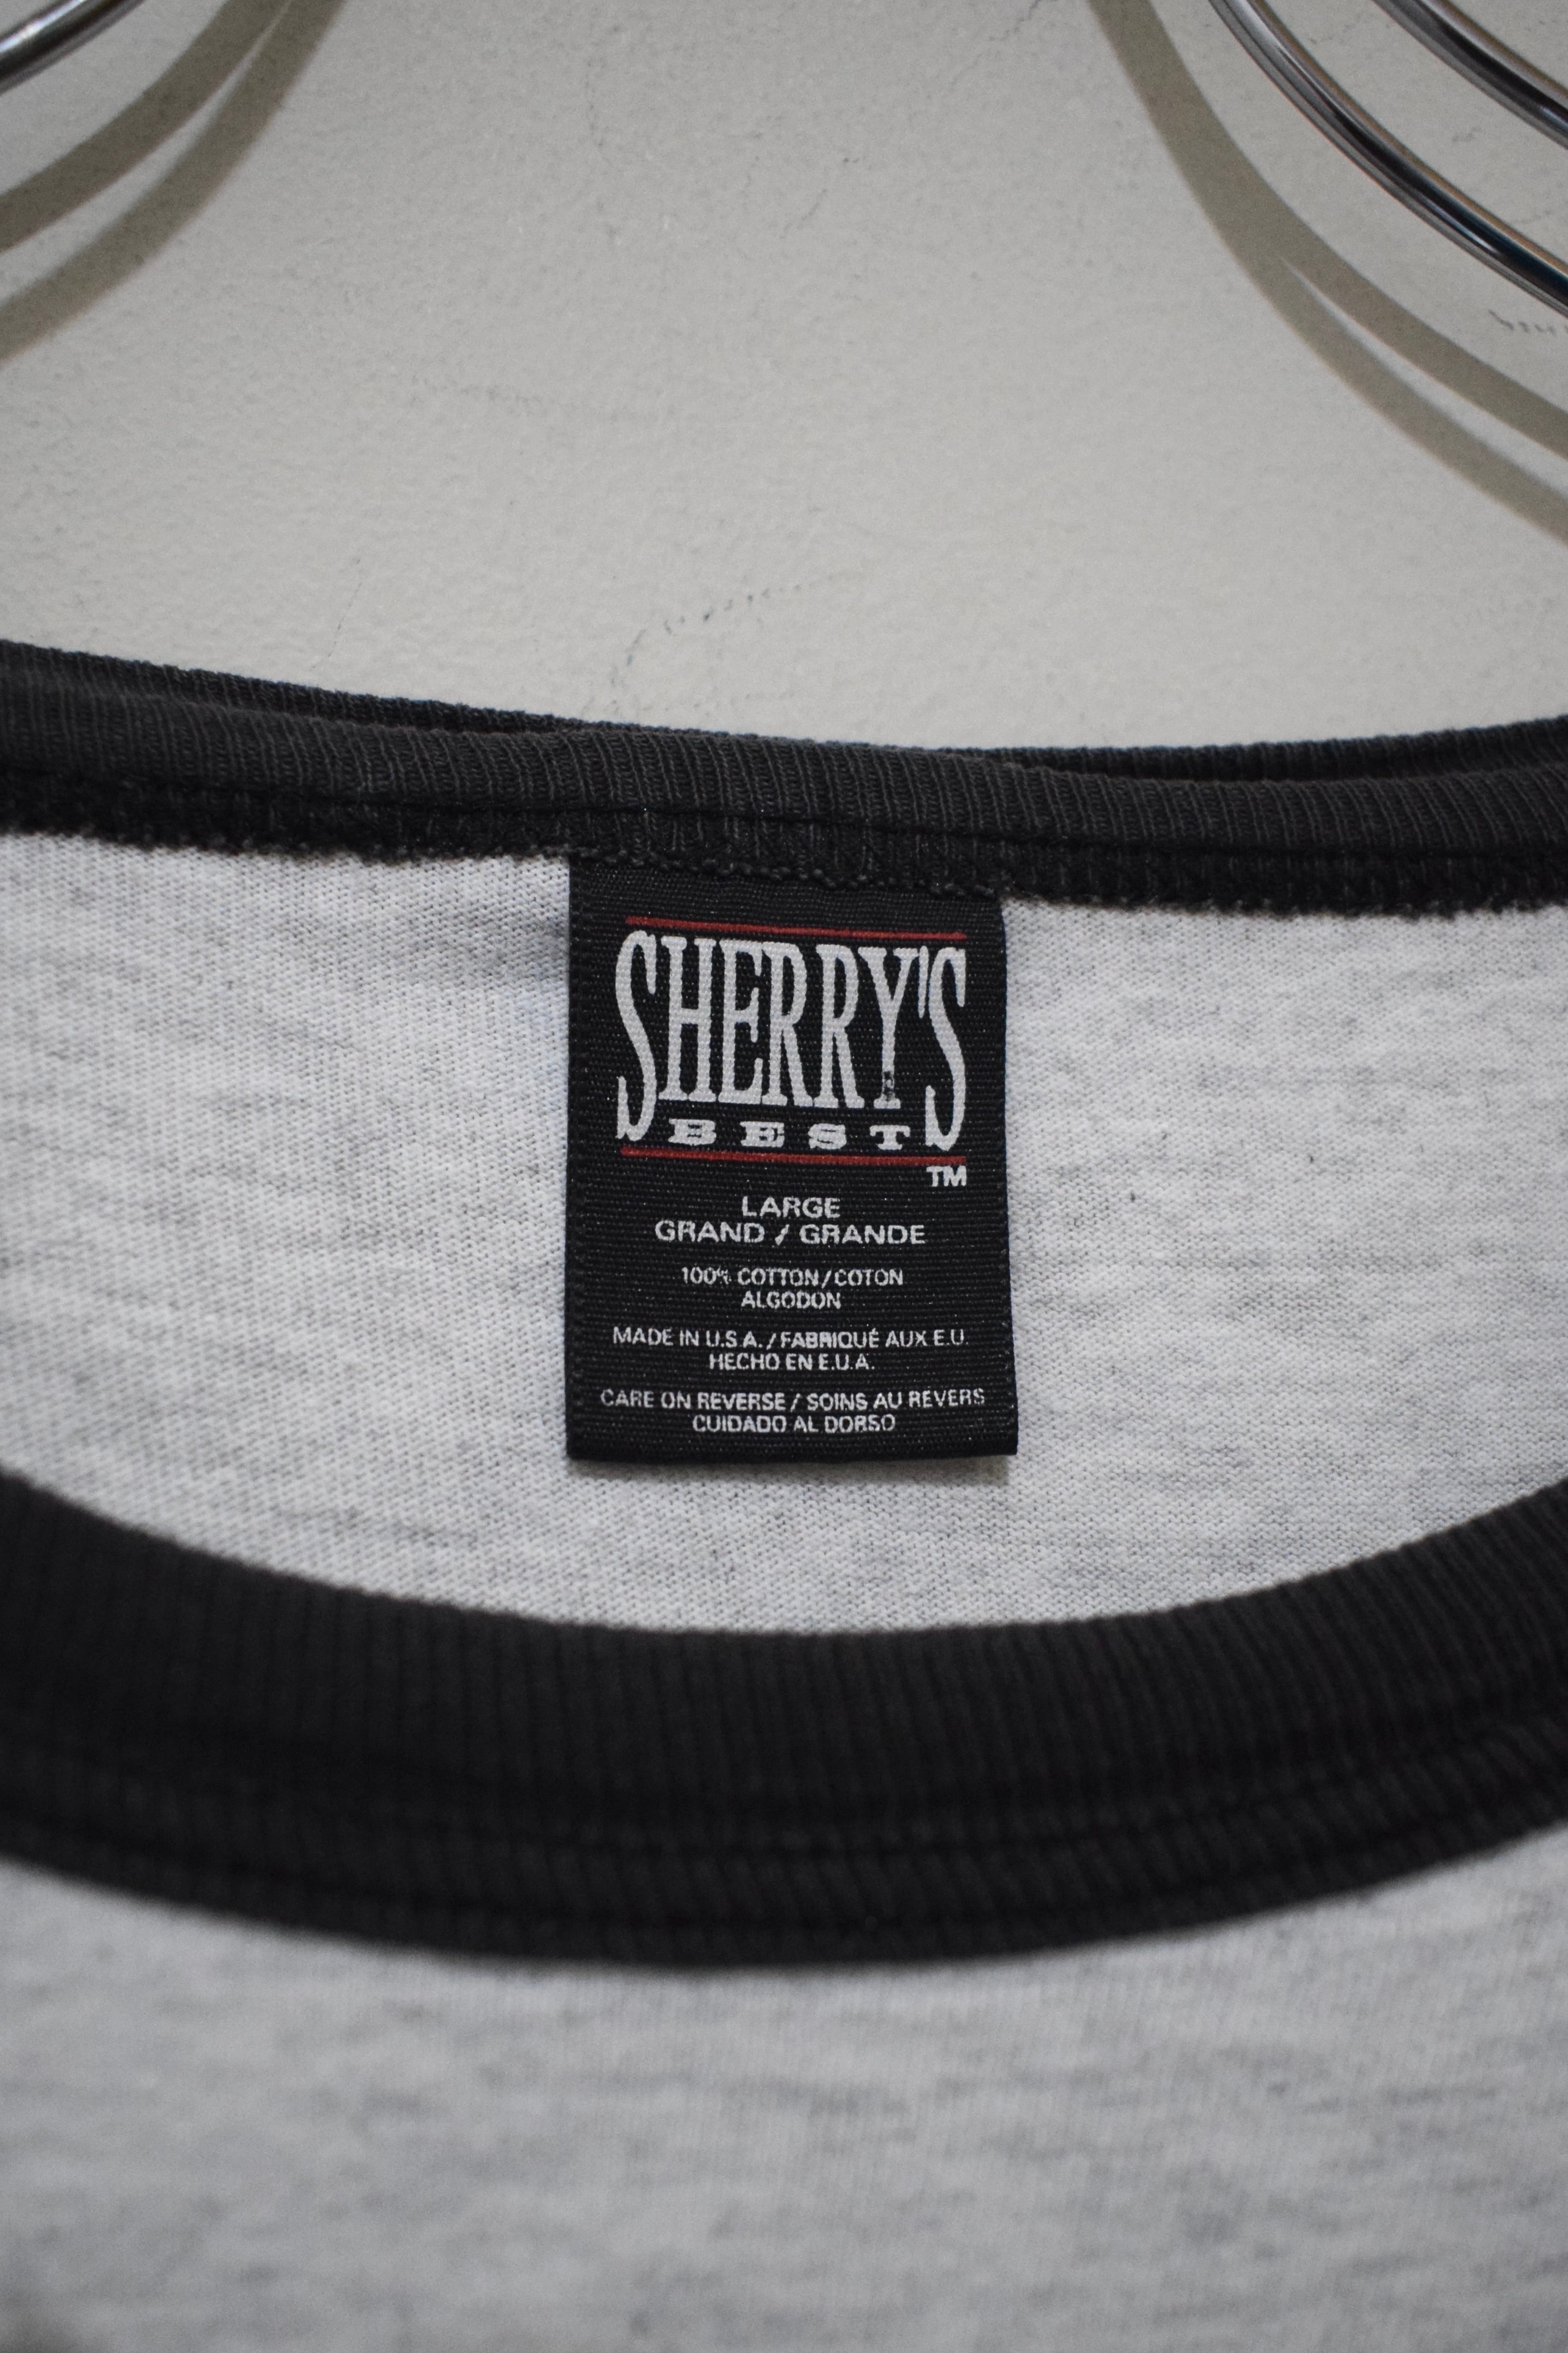 SHERRY'S
BEST
TM
LARGE
GRAND / GRANDE
100% COTTON/COTON
ALGODON
MADE IN U.S.A./FABRIQUÉ AUX E.U.
HECHO EN E.U.A.
CARE ON REVERSE / SOINS AU REVERS
CUIDADO AL DORSO